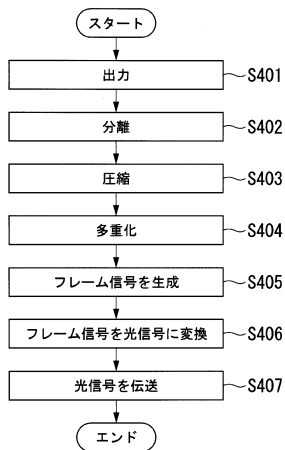 スタート
出力 S401
分離 S402
圧縮 S403
多重化 S404
フレーム信号を生成 S405
フレーム信号を光信号に変換 S406
光信号を伝送 S407
エンド